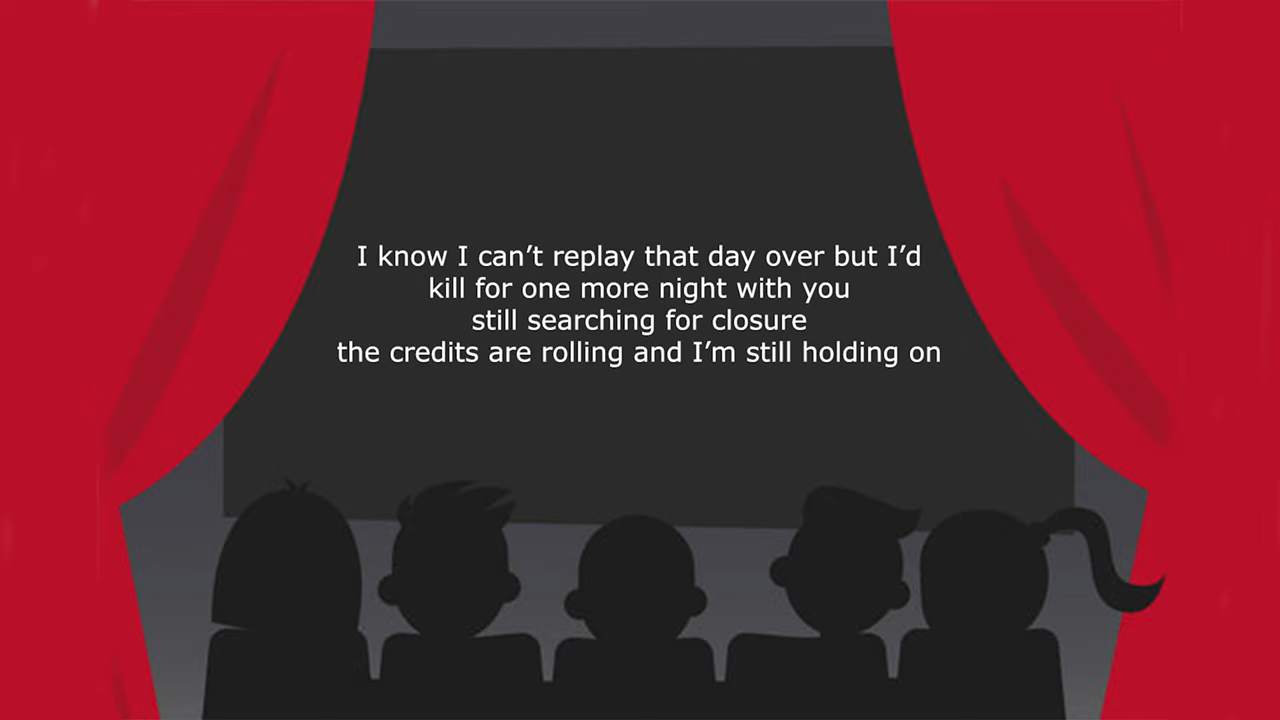 I know I can’t replay that day over but I’d
kill for one more night with you
still searching for closure
the credits are rolling and I’m still holding on